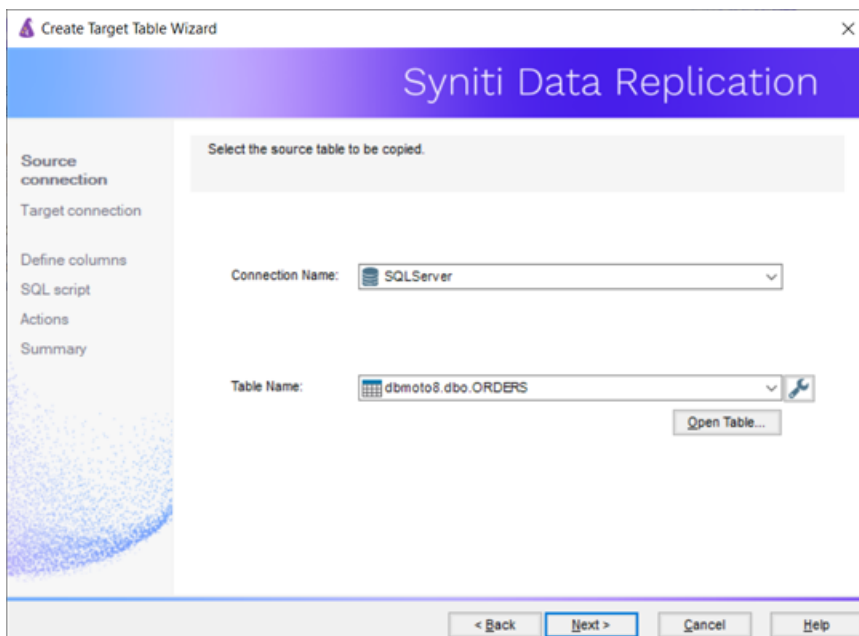 Create Target Table Wizard
Syniti Data Replication
Source
connection
Target connection
Define columns
SQL script
Actions
Summary
Select the source table to be copied.
Connection Name:
SQLServer
Table Name:
dbmoto8.dbo.ORDERS
Open Table...
< Back
Next >
Cancel
Help